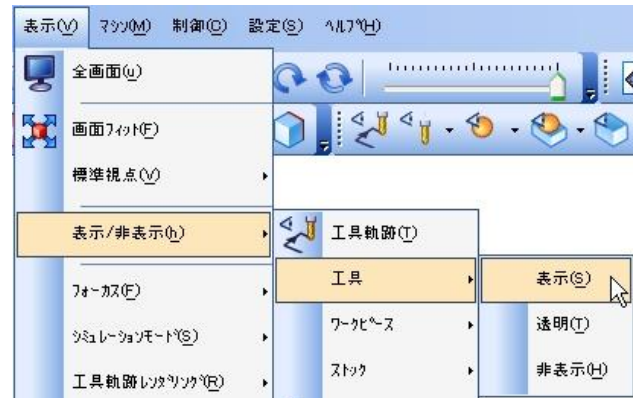 表示(V) マシン(M) 制御(C) 設定(S) ヘルプ(H)
全画面(u)
画面フィット(F)
標準視点(V)
表示/非表示(h)
工具軌跡(T)
フォーカス(F)
工具
表示(S)
シミュレーションモード(S)
ワークピース
透明(T)
工具軌跡レンダリング(R)
ストック
非表示(H)